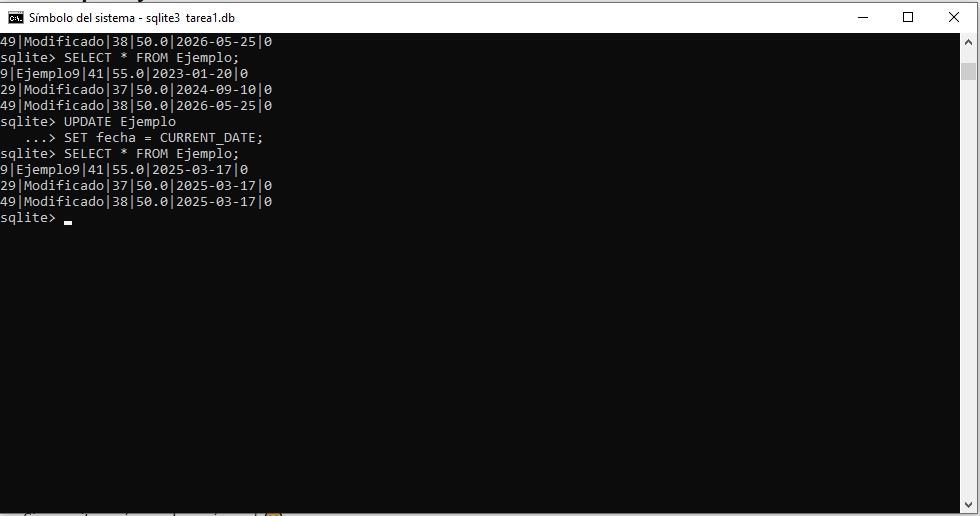 Símbolo del sistema - sqlite3 tarea1.db
49|Modificado|38|50.0|2026-05-25|0
sqlite> SELECT * FROM Ejemplo;
9|Ejemplo9|41|55.0|2023-01-20|0
29|Modificado|37|50.0|2024-09-10|0
49|Modificado|38|50.0|2026-05-25|0
sqlite> UPDATE Ejemplo
   ...> SET fecha = CURRENT_DATE;
sqlite> SELECT * FROM Ejemplo;
9|Ejemplo9|41|55.0|2025-03-17|0
29|Modificado|37|50.0|2025-03-17|0
49|Modificado|38|50.0|2025-03-17|0
sqlite>